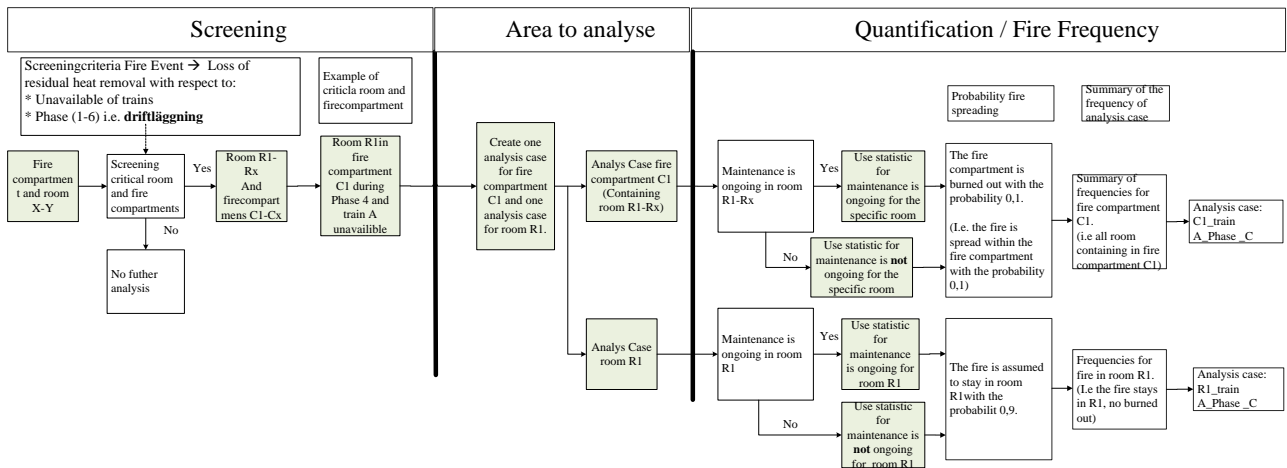 Screening
Area to analyse
Quantification / Fire Frequency
Screeningcriteria Fire Event → Loss of
residual heat removal with respect to:
* Unavailable of trains
* Phase (1-6) i.e. driftläggning
Example of
criticla room and
firecompartment
Probability fire
spreading
Summary of the
frequency of
analysis case
Fire
compartmen
t and room
X-Y
Screening
critical room
and fire
compartments
Yes
No
No futher
analysis
Room R1-
Rx
And
firecompart
mens C1-Cx
Room R1in
fire
compartment
C1 during
Phase 4 and
train A
unavailible
Create one
analysis case
for fire
compartment
C1 and one
analysis case
for room R1.
Analys Case fire
compartment C1
(Containing
room R1-Rx)
Maintenance is
ongoing in room
R1-Rx
Yes
No
Use statistic for
maintenance is
ongoing for the
specific room
Use statistic for
maintenance is not
ongoing for the
specific room
The fire
compartment is
burned out with the
probability 0,1.
(I.e. the fire is
spread within the
fire compartment
with the probability
0,1)
Summary of
frequencies for
fire compartment
C1.
(i.e all room
containing in fire
compartment C1)
Analysis case:
C1_train
A_Phase _C
Analys Case
room R1
Maintenance is
ongoing in room
R1
Yes
No
Use statistic
for
maintenance
is ongoing for
room R1
Use statistic
for
maintenance is
not ongoing
for room R1
The fire is assumed
to stay in room
R1with the
probabilit 0,9.
Frequencies for
fire in room R1.
(I.e the fire stays
in R1, no burned
out)
Analysis case:
R1_train
A_Phase _C